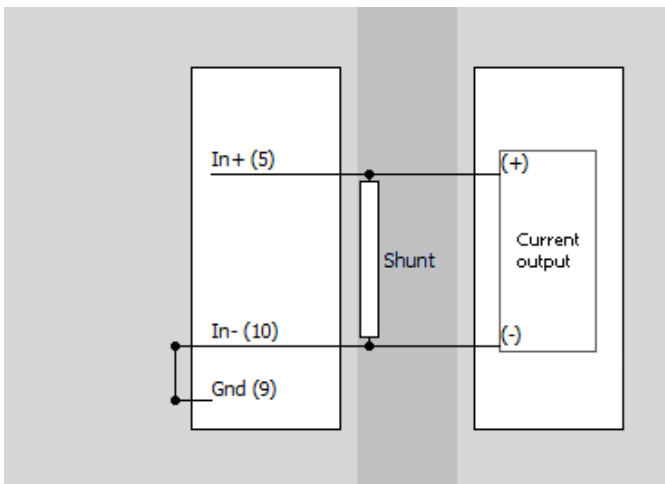 In+ (5)
(+)
Current
output
Shunt
In- (10)
(-)
Gnd (9)